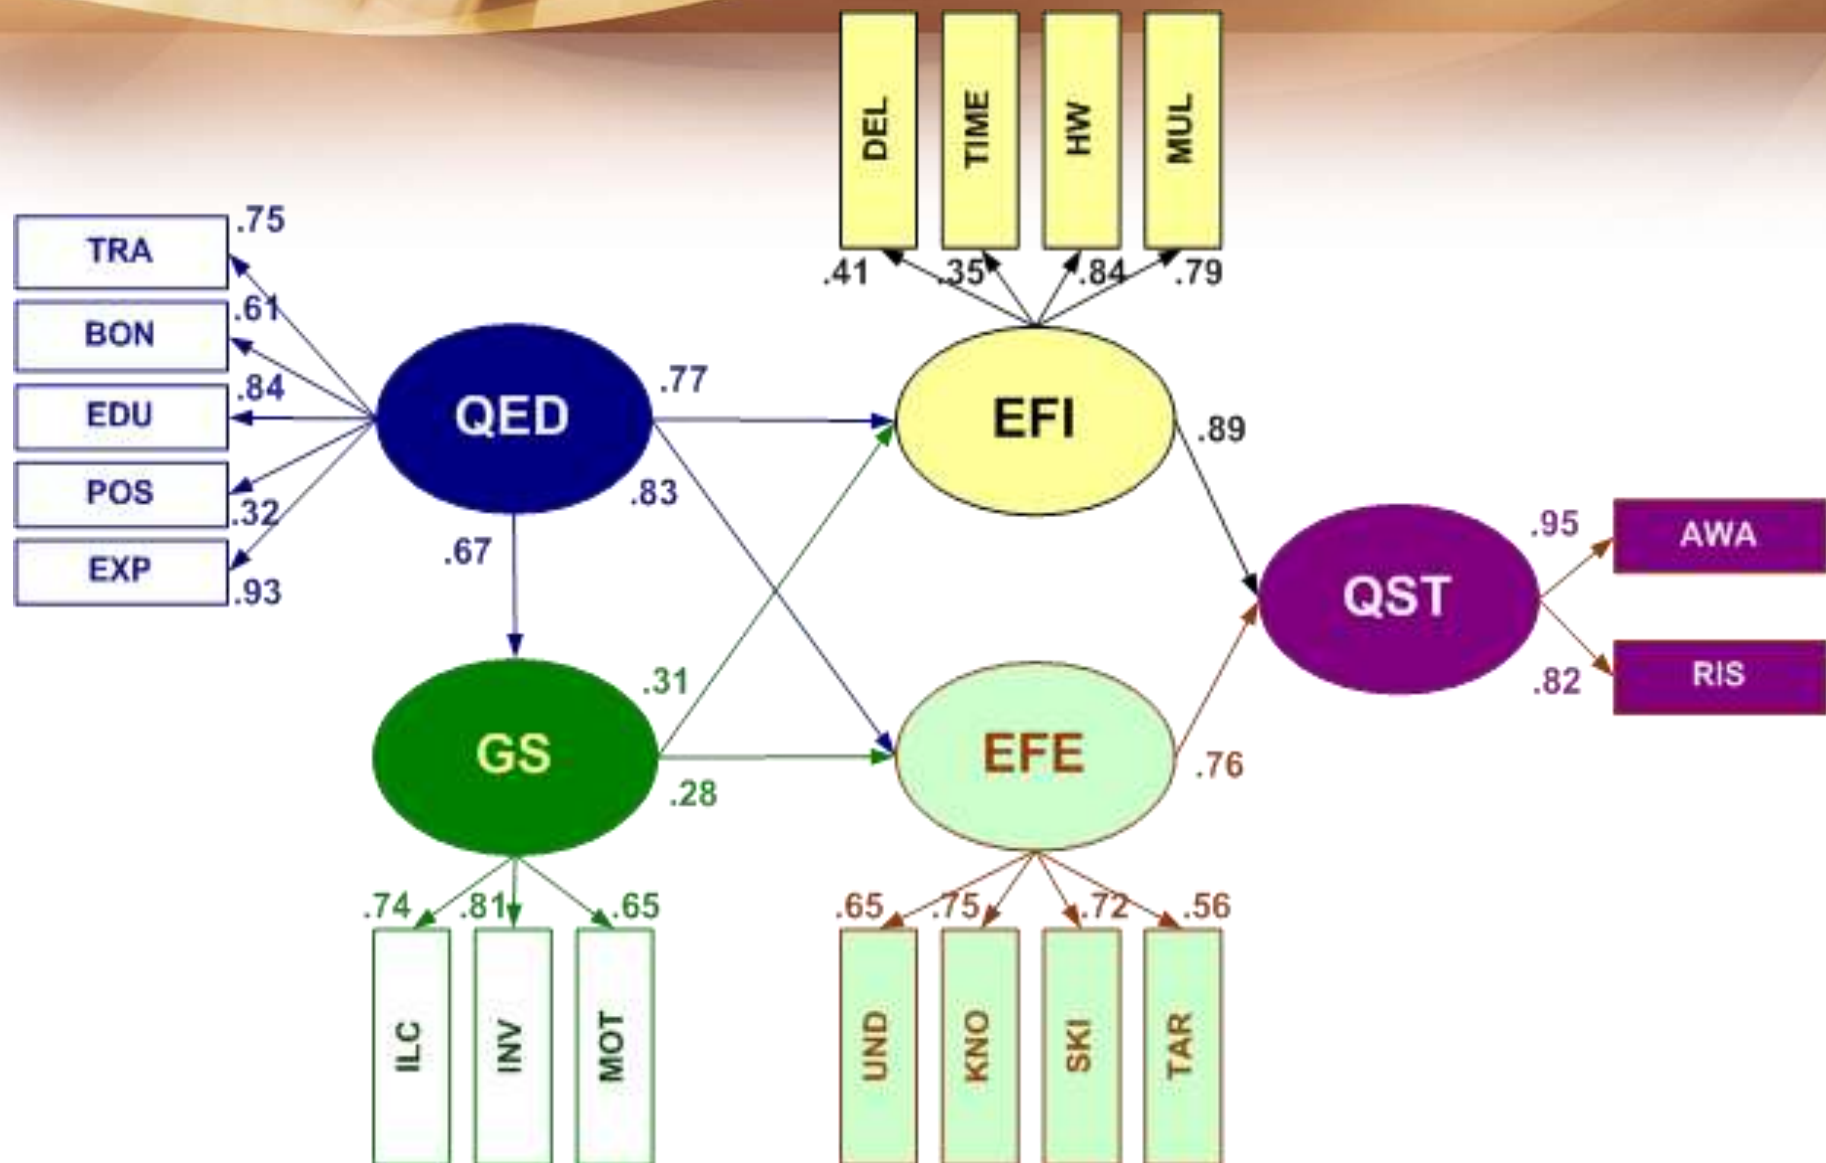 DEL
TIME
HW
MUL
.41
.35
.84
.79
TRA
.75
BON
.61
EDU
.84
POS
.32
EXP
.93
QED
.77
.83
.67
EFI
.89
GS
.31
.28
EFE
.76
QST
.95
AWA
.82
RIS
.74
.81
.65
ILC
INV
MOT
.65
.75
.72
.56
UND
KNO
SKI
TAR